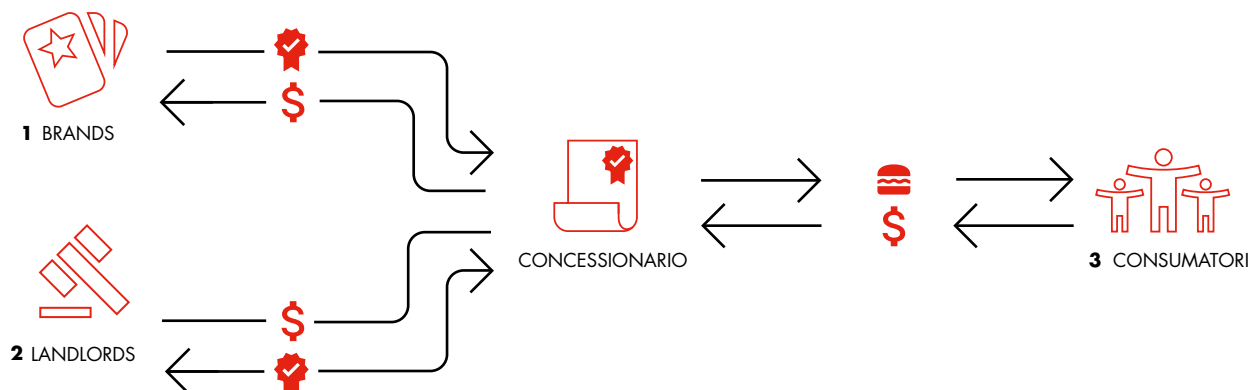 1 BRANDS
CONCESSIONARIO
3 CONSUMATORI
2 LANDLORDS